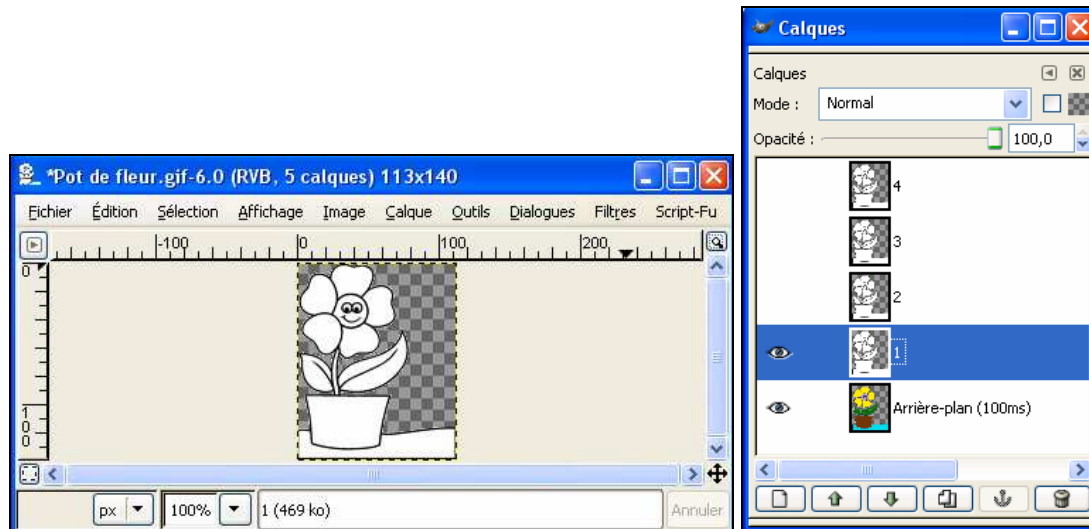 *Pot de fleur.gif-6.0 (RVB, 5 calques) 113x140
Fichier Édition Sélection Affichage Image Calque Outils Dialogues Filtres Script-Fu
-100 0 100 200
0
100
px 100% 1 (469 ko) Annuler
Calques
Calques
Mode : Normal
Opacité : 100,0
4
3
2
1
Arrière-plan (100ms)